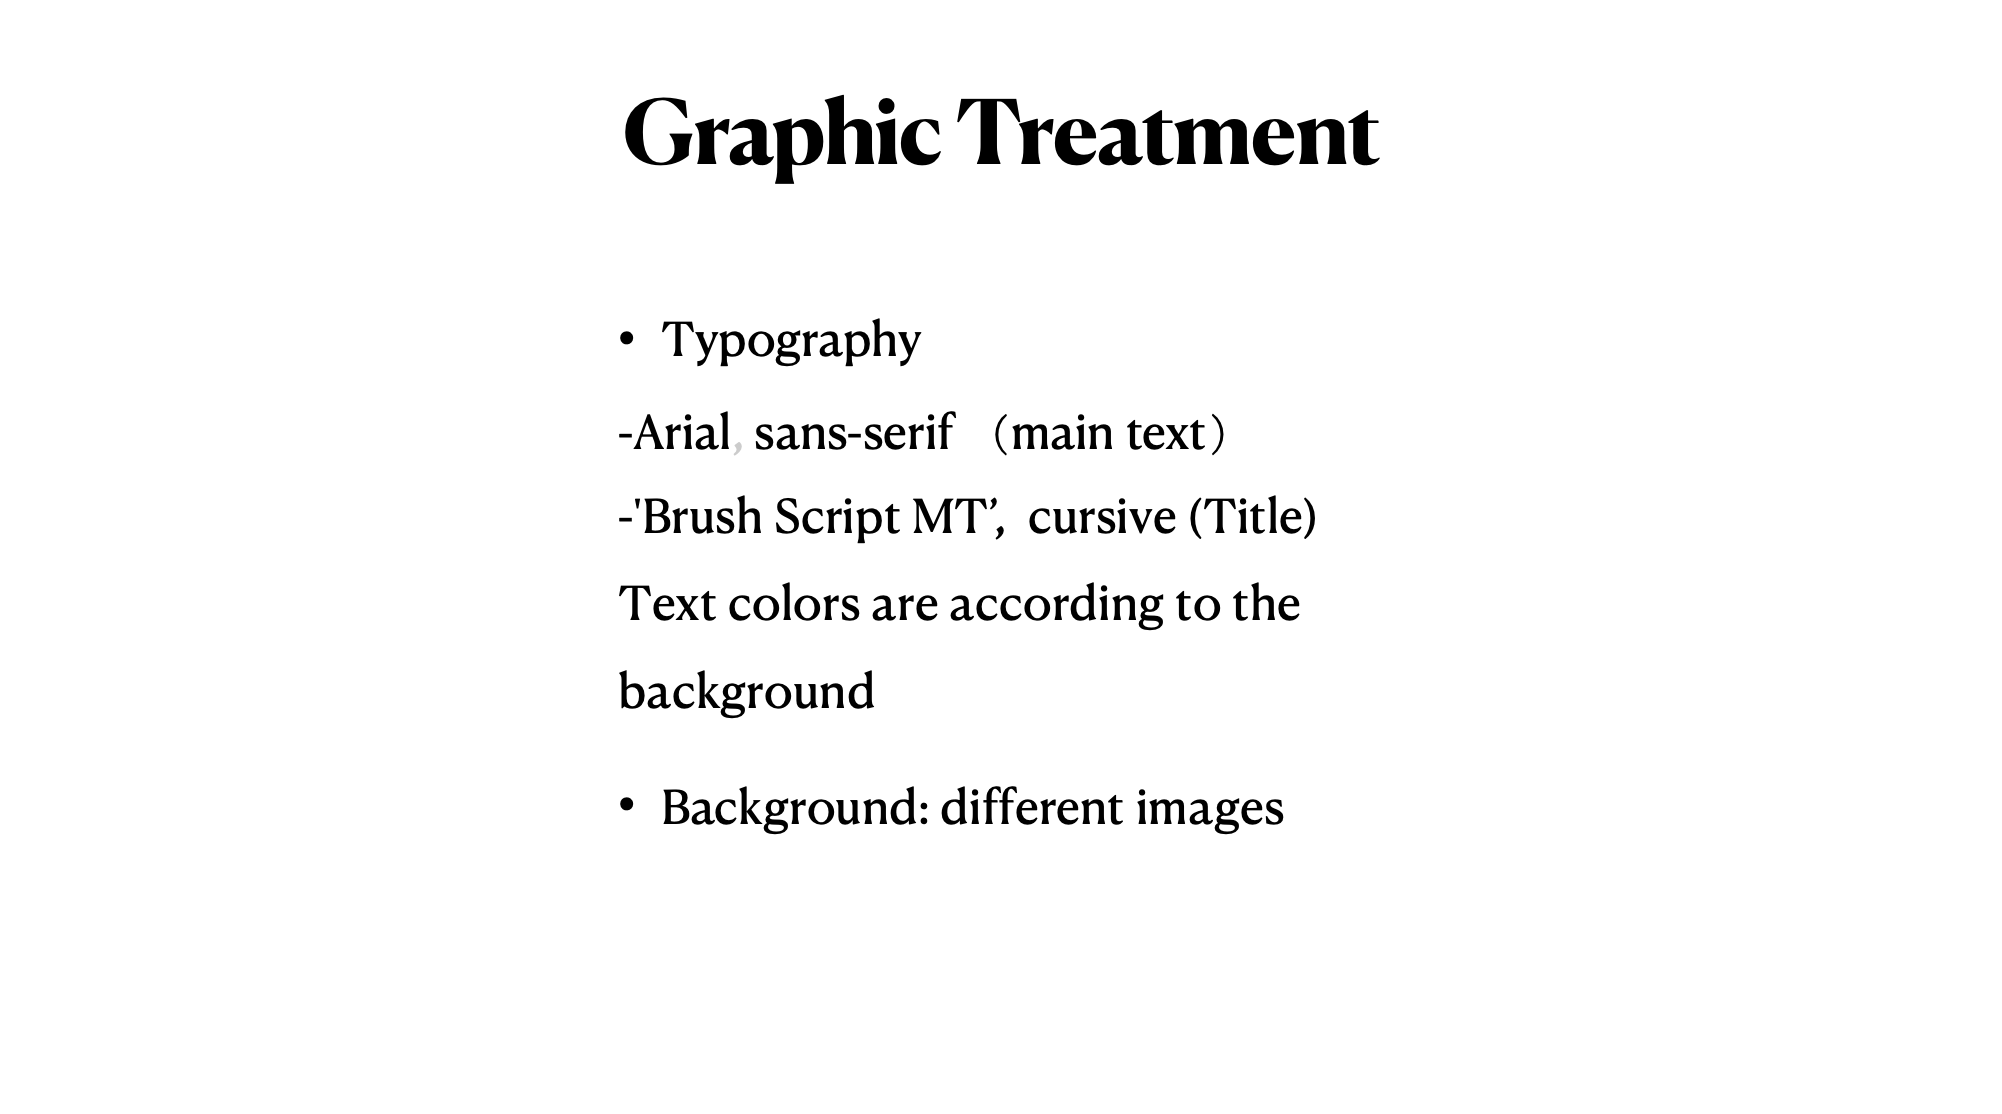 Graphic Treatment
• Typography
-Arial, sans-serif （main text）
-'Brush Script MT’, cursive (Title)
Text colors are according to the
background
• Background: different images